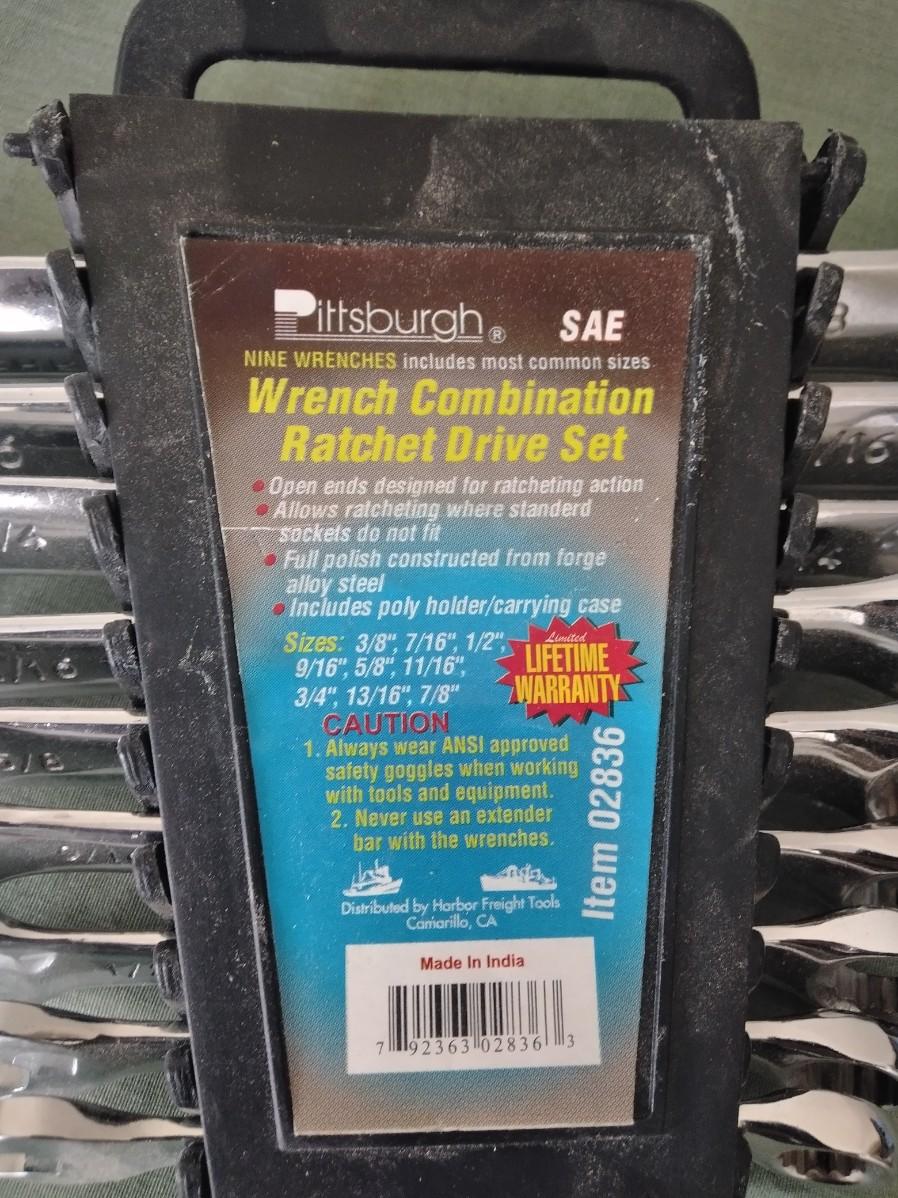 Pittsburgh®
SAE
NINE WRENCHES includes most common sizes
Wrench Combination
Ratchet Drive Set
• Open ends designed for ratcheting action
• Allows ratcheting where standerd
sockets do not fit
• Full polish constructed from forge
alloy steel
• Includes poly holder/carrying case
Sizes: 3/8", 7/16", 1/2",
9/16", 5/8", 11/16",
3/4", 13/16", 7/8"
Limited
LIFETIME
WARRANTY
CAUTION
1. Always wear ANSI approved
safety goggles when working
with tools and equipment.
2. Never use an extender
bar with the wrenches.
Item 02836
Distributed by Harbor Freight Tools
Camarillo, CA
Made In India
7 92363 02836 3